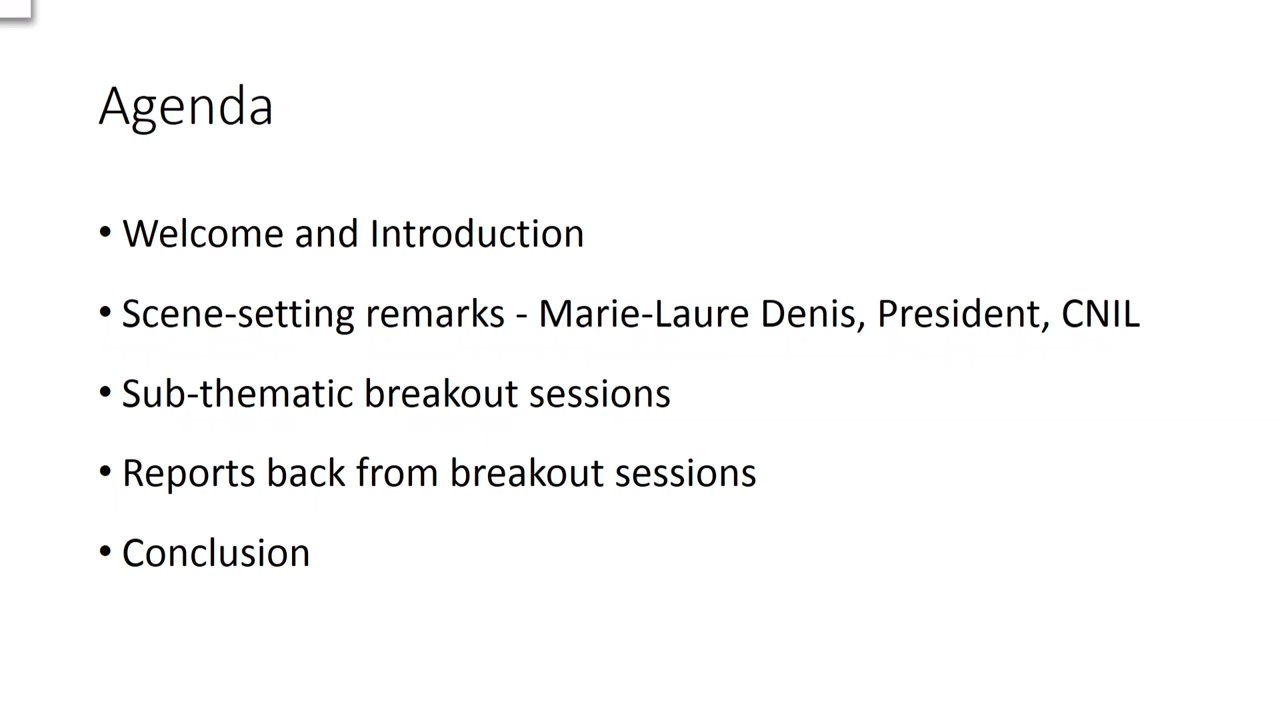 Agenda
• Welcome and Introduction
• Scene-setting remarks - Marie-Laure Denis, President, CNIL
• Sub-thematic breakout sessions
• Reports back from breakout sessions
• Conclusion